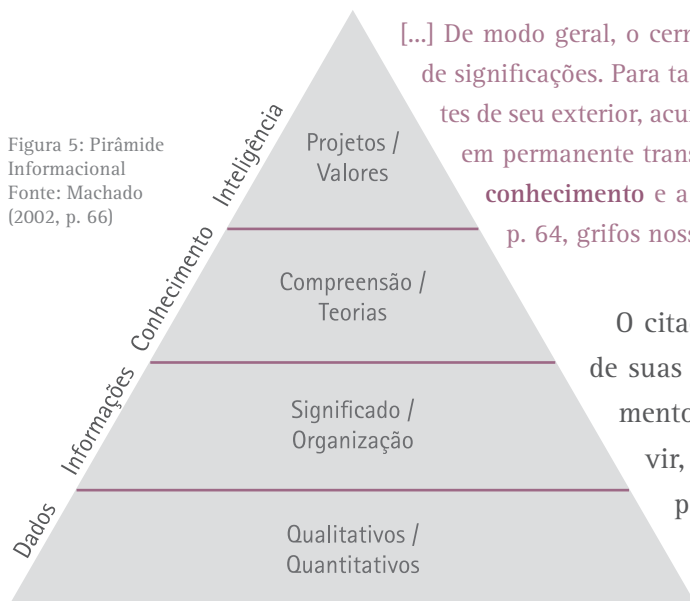 Figura 5: Pirâmide
Informacional
Fonte: Machado
(2002, p. 66)
Inteligência
Projetos /
Valores
Conhecimento
Compreensão /
Teorias
Informações
Significado /
Organização
Dados
Qualitativos /
Quantitativos
[...] De modo geral, o cerr
de significações. Para ta
tes de seu exterior, acu
em permanente trans
conhecimento e a
p. 64, grifos noss
O cita
de suas
mento
vir,
p